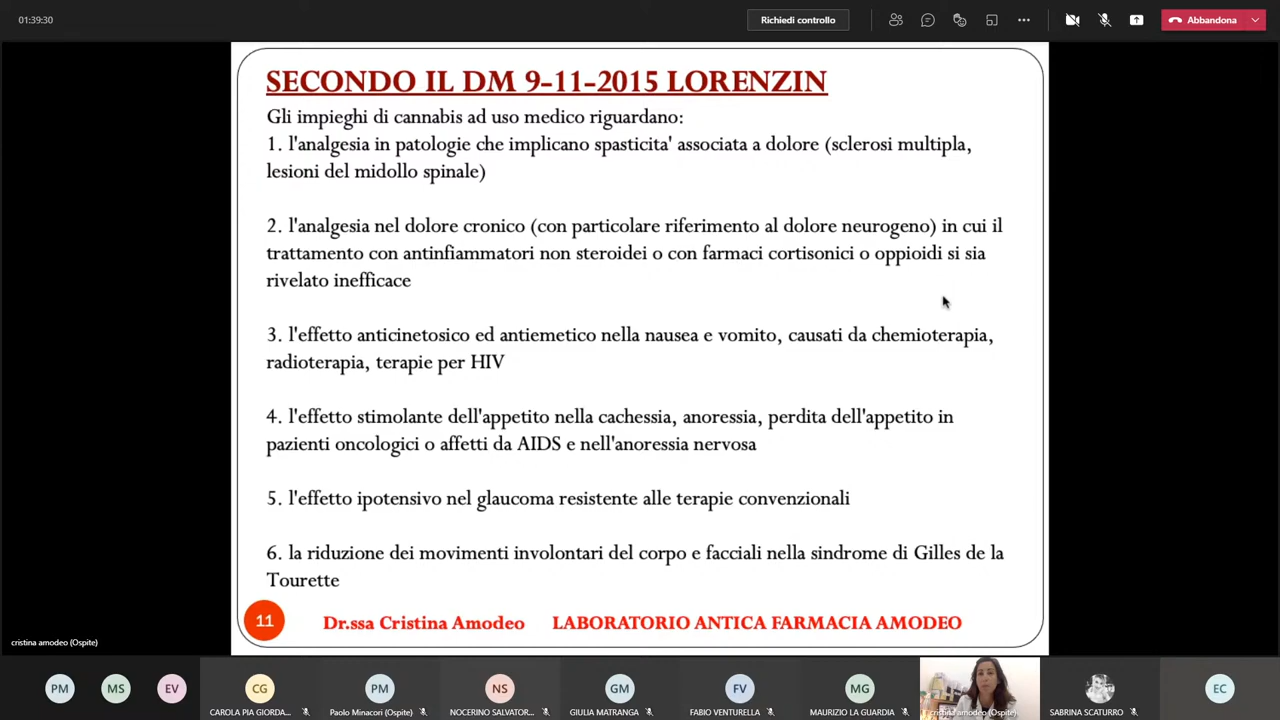 01:39:30
Richiedi controllo
Abbandona
SECONDO IL DM 9-11-2015 LORENZIN
Gli impieghi di cannabis ad uso medico riguardano:
1. l'analgesia in patologie che implicano spasticita' associata a dolore (sclerosi multipla,
lesioni del midollo spinale)
2. l'analgesia nel dolore cronico (con particolare riferimento al dolore neurogeno) in cui il
trattamento con antinfiammatori non steroidei o con farmaci cortisonici o oppioidi si sia
rivelato inefficace
3. l'effetto anticinetosico ed antiemetico nella nausea e vomito, causati da chemioterapia,
radioterapia, terapie per HIV
4. l'effetto stimolante dell'appetito nella cachessia, anoressia, perdita dell'appetito in
pazienti oncologici o affetti da AIDS e nell'anoressia nervosa
5. l'effetto ipotensivo nel glaucoma resistente alle terapie convenzionali
6. la riduzione dei movimenti involontari del corpo e facciali nella sindrome di Gilles de la
Tourette
11 Dr.ssa Cristina Amodeo LABORATORIO ANTICA FARMACIA AMODEO
cristina amodeo (Ospite)
PM MS EV CG PM NS GM FV MG EC
CAROLA PIA GIORDA... Paolo Minacori (Ospite) NOCERINO SALVATOR... GIULIA MATRANGA FABIO VENTURELLA MAURIZIO LA GUARDIA cristina amodeo (Ospite) SABRINA SCATURRO